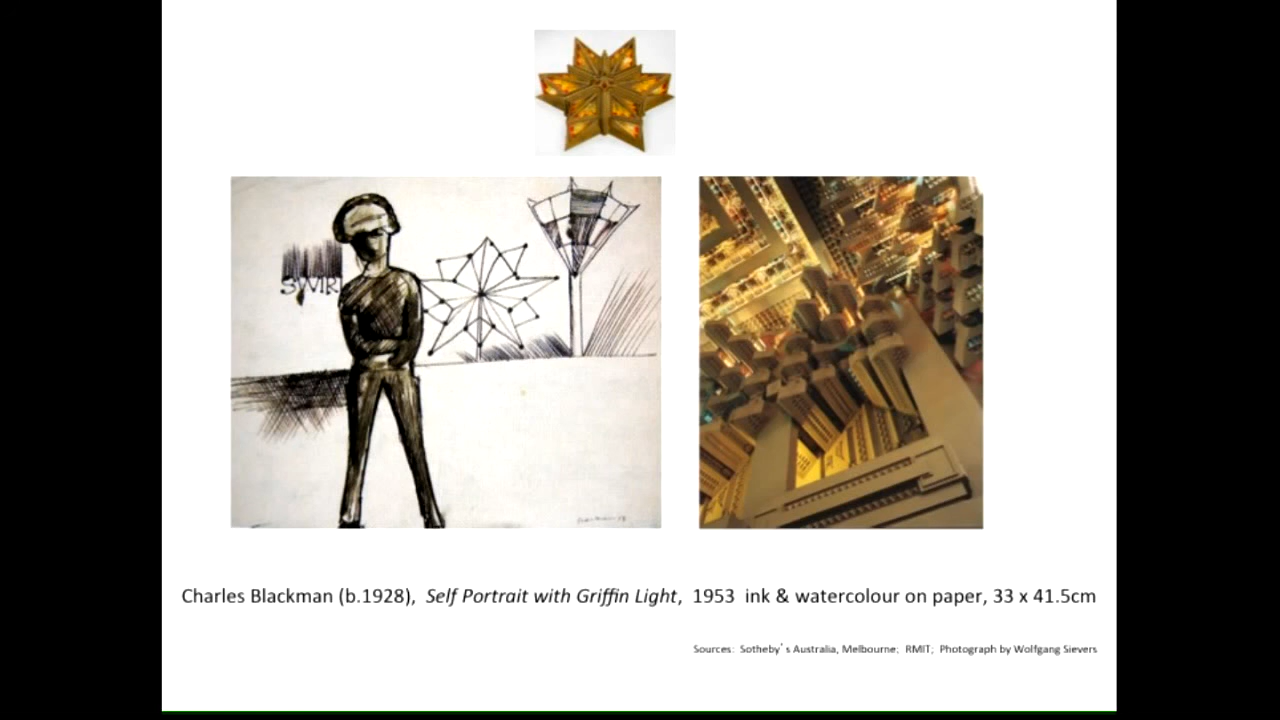 SWIRL
Charles Blackman (b.1928), Self Portrait with Griffin Light, 1953 ink & watercolour on paper, 33 x 41.5cm
Sources: Sotheby's Australia, Melbourne; RMIT; Photograph by Wolfgang Sievers